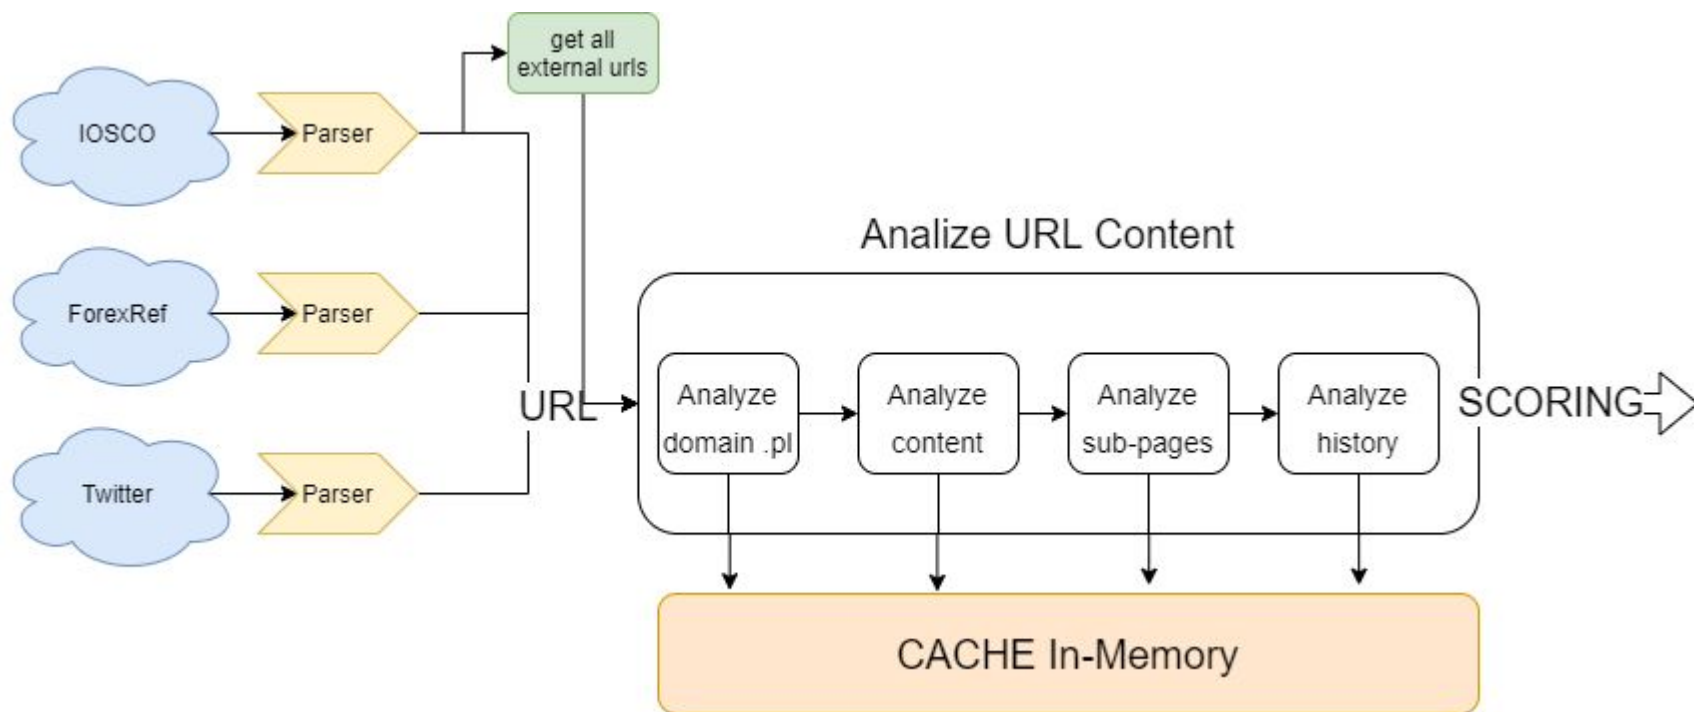 get all
external urls
IOSCO
Parser
Analize URL Content
ForexRef
Parser
URL
Analyze
domain .pl
Analyze
content
Analyze
sub-pages
Analyze
history
SCORING
Twitter
Parser
CACHE In-Memory